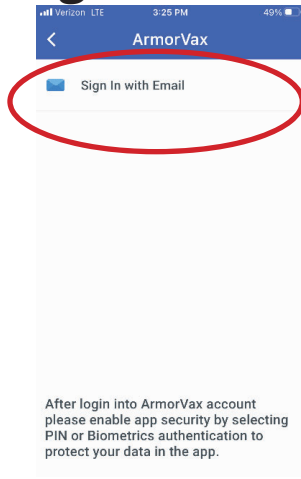 Verizon LTE 3:25 PM 49%
ArmorVax
Sign In with Email
After login into ArmorVax account
please enable app security by selecting
PIN or Biometrics authentication to
protect your data in the app.